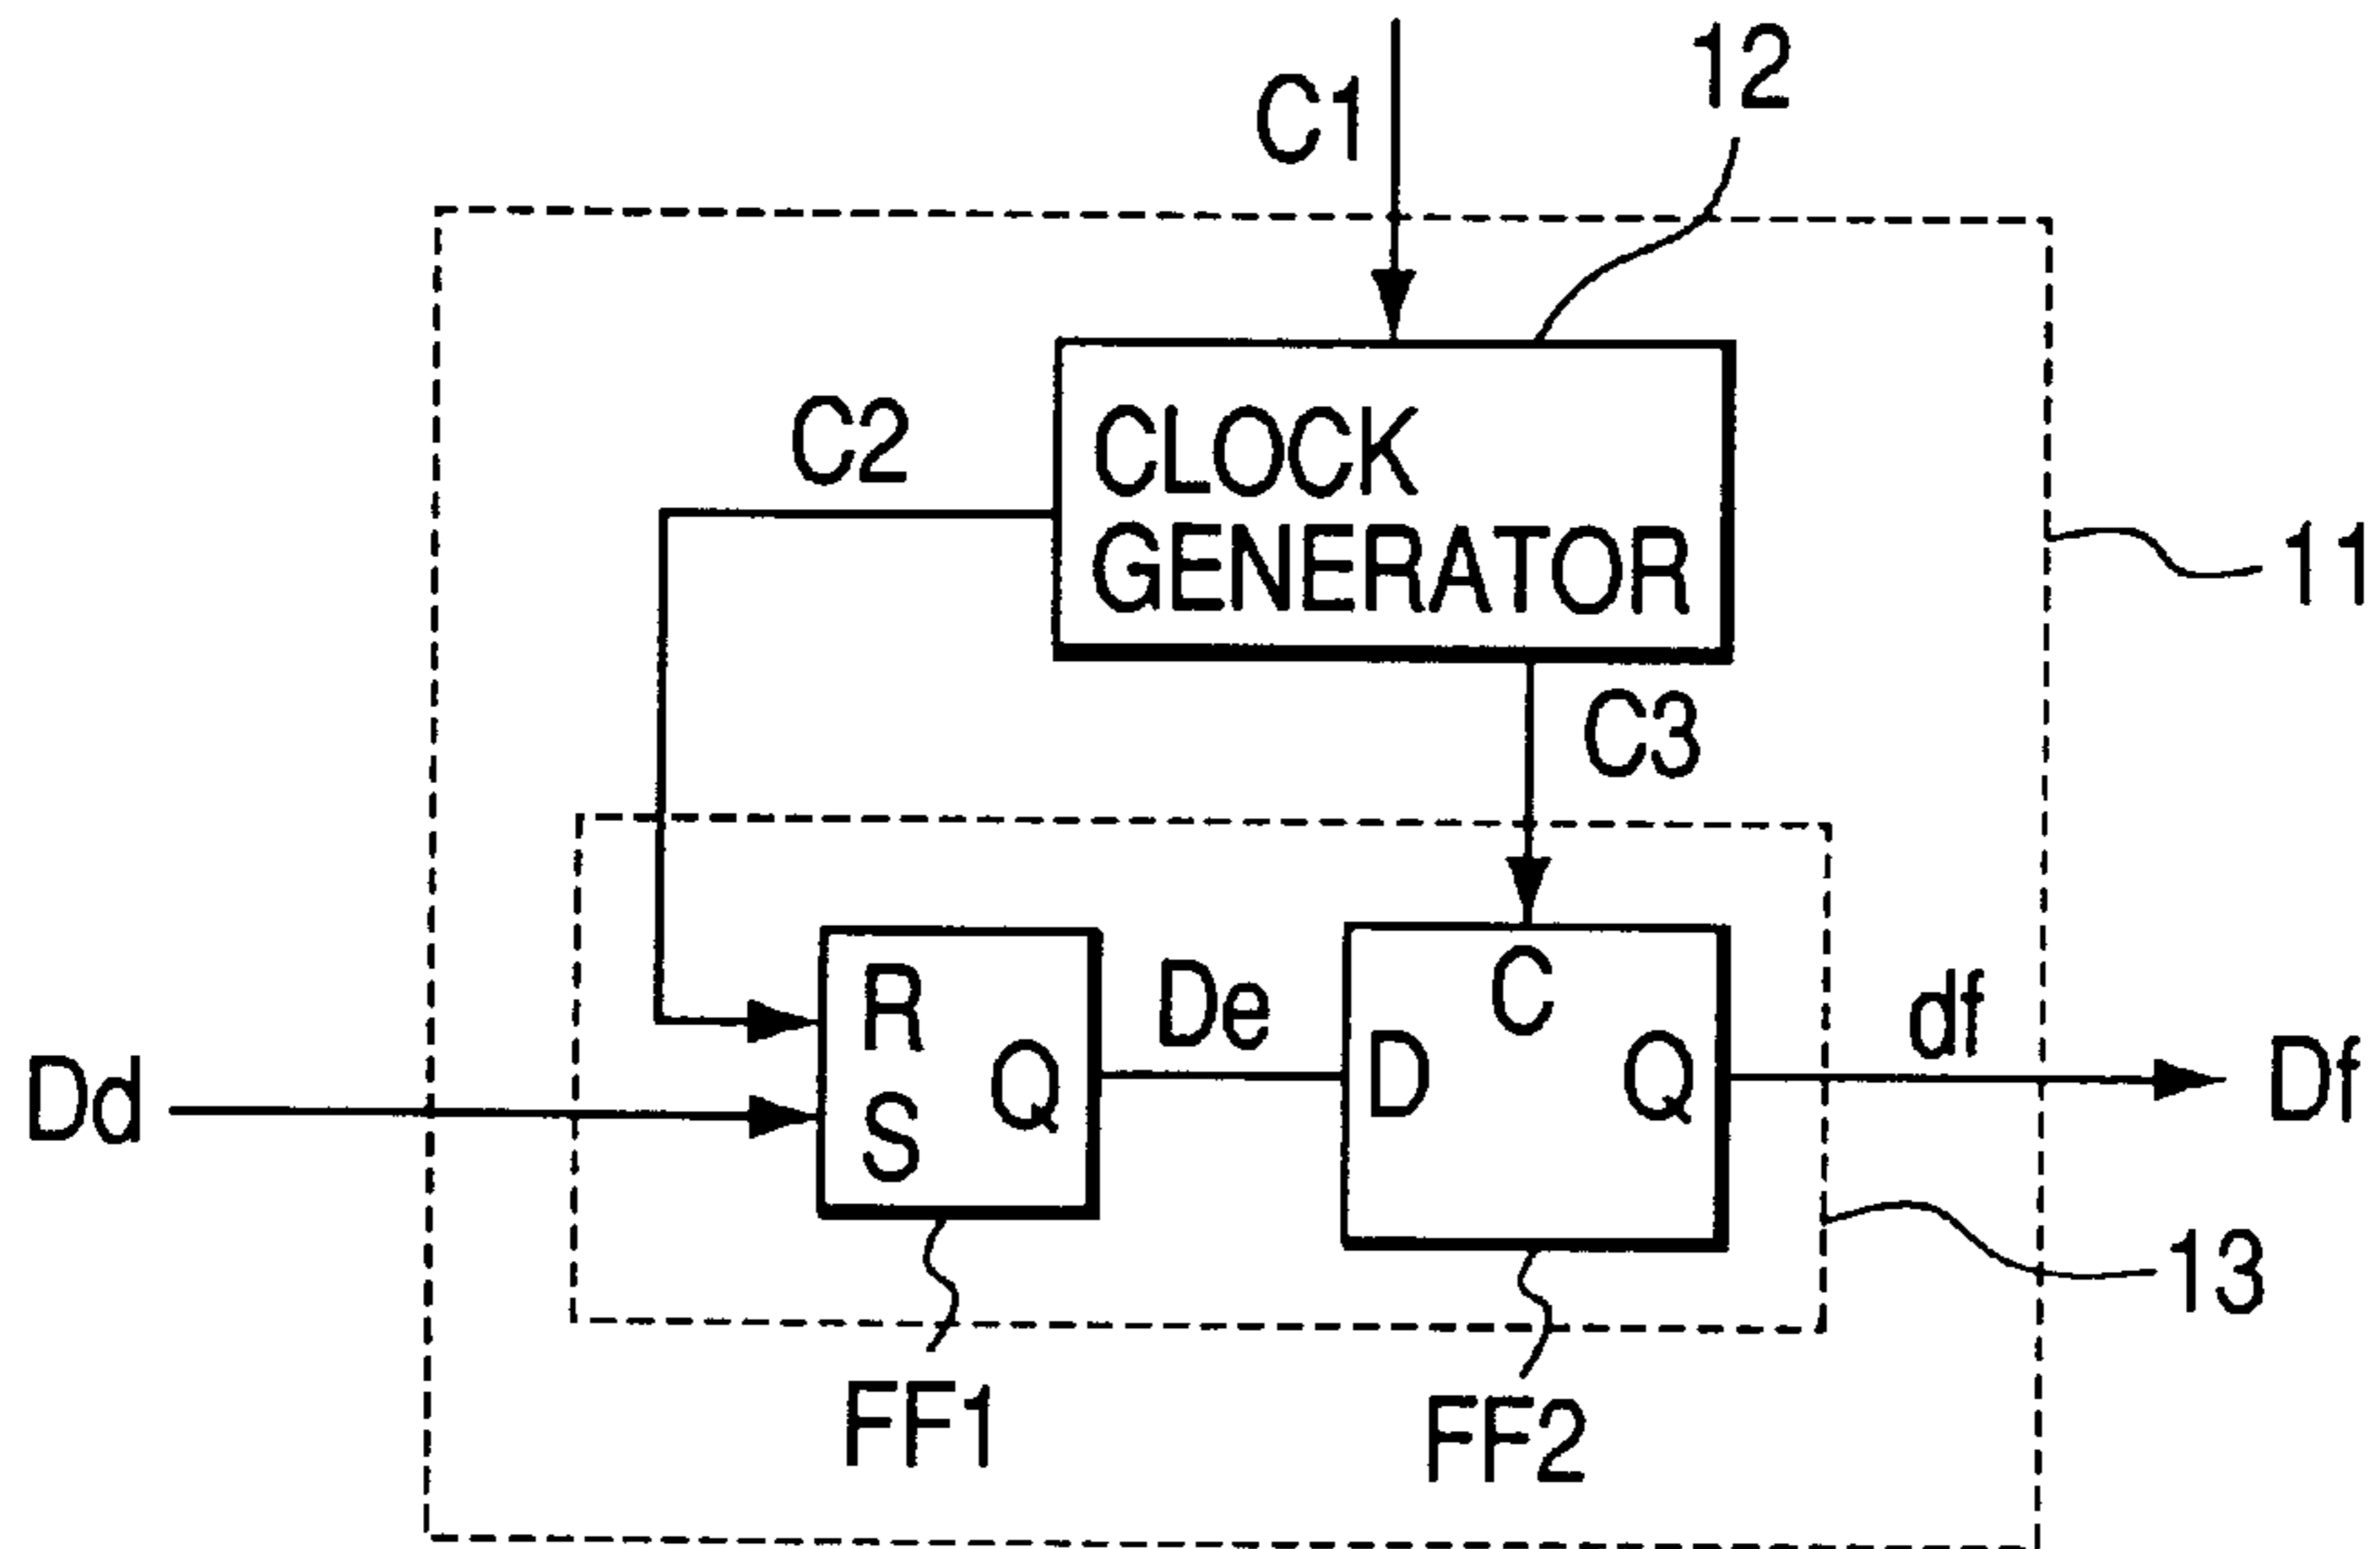 C1
12
C2
CLOCK
GENERATOR
11
C3
R
S
Q
De
C
D
Q
df
Dd
Df
13
FF1
FF2